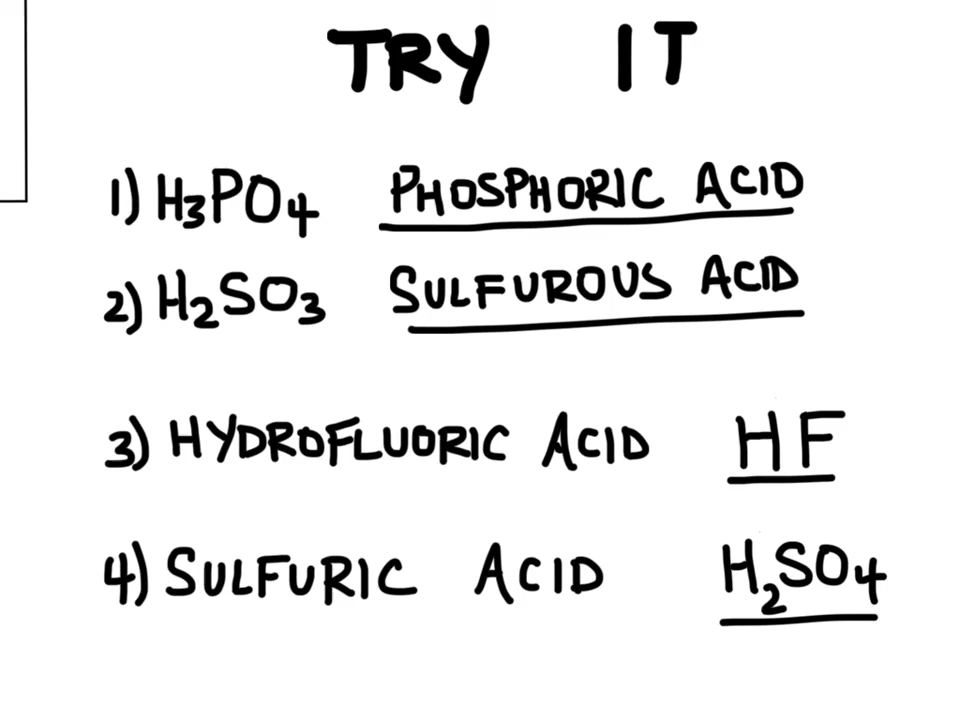 TRY IT
1) H₃PO₄ PHOSPHORIC ACID
2) H₂SO₃ SULFUROUS ACID
3) HYDROFLUORIC ACID HF
4) SULFURIC ACID H₂SO₄